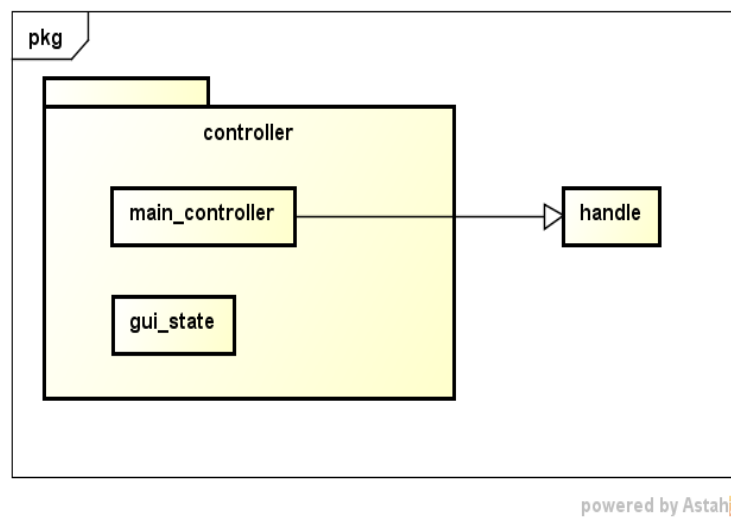 pkg
controller
main_controller
handle
gui_state
powered by Astah